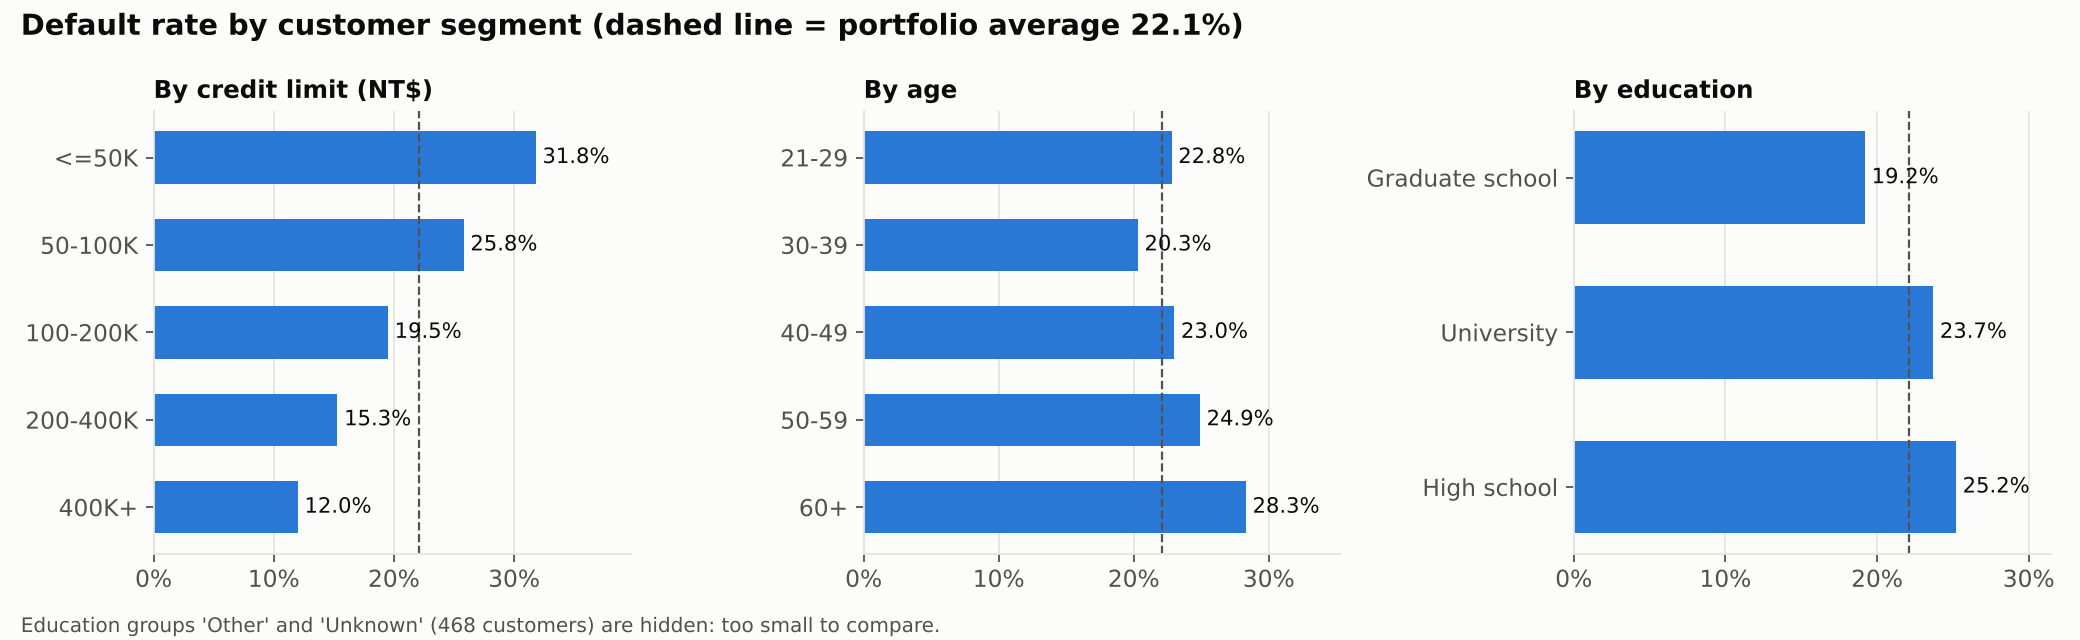 Default rate by customer segment (dashed line = portfolio average 22.1%)
By credit limit (NT$)
<=50K
31.8%
50-100K
25.8%
100-200K
19.5%
200-400K
15.3%
400K+
12.0%
0% 10% 20% 30%
By age
21-29
22.8%
30-39
20.3%
40-49
23.0%
50-59
24.9%
60+
28.3%
0% 10% 20% 30%
By education
Graduate school
19.2%
University
23.7%
High school
25.2%
0% 10% 20% 30%
Education groups 'Other' and 'Unknown' (468 customers) are hidden: too small to compare.